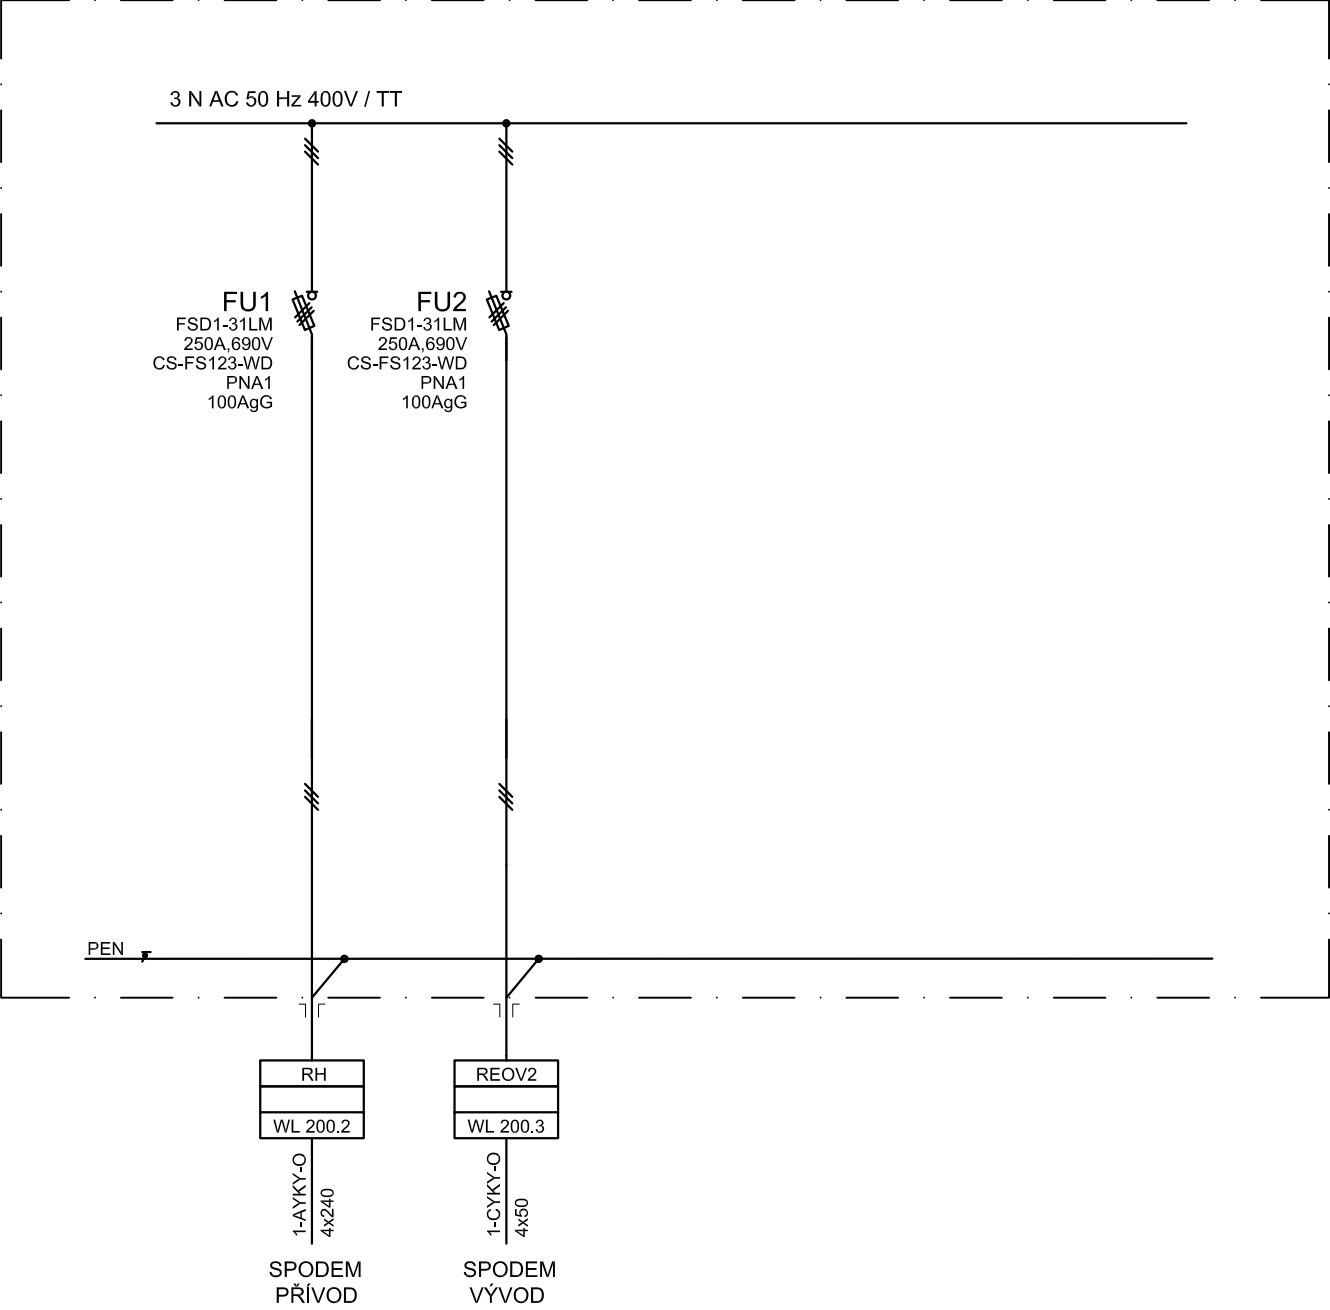 3 N AC 50 Hz 400V / TT
FU1
FSD1-31LM
250A,690V
CS-FS123-WD
PNA1
100AgG
FU2
FSD1-31LM
250A,690V
CS-FS123-WD
PNA1
100AgG
PEN
RH
WL 200.2
1-AYKY-O
4x240
SPODEM
PŘÍVOD
REOV2
WL 200.3
1-CYKY-O
4x50
SPODEM
VÝVOD